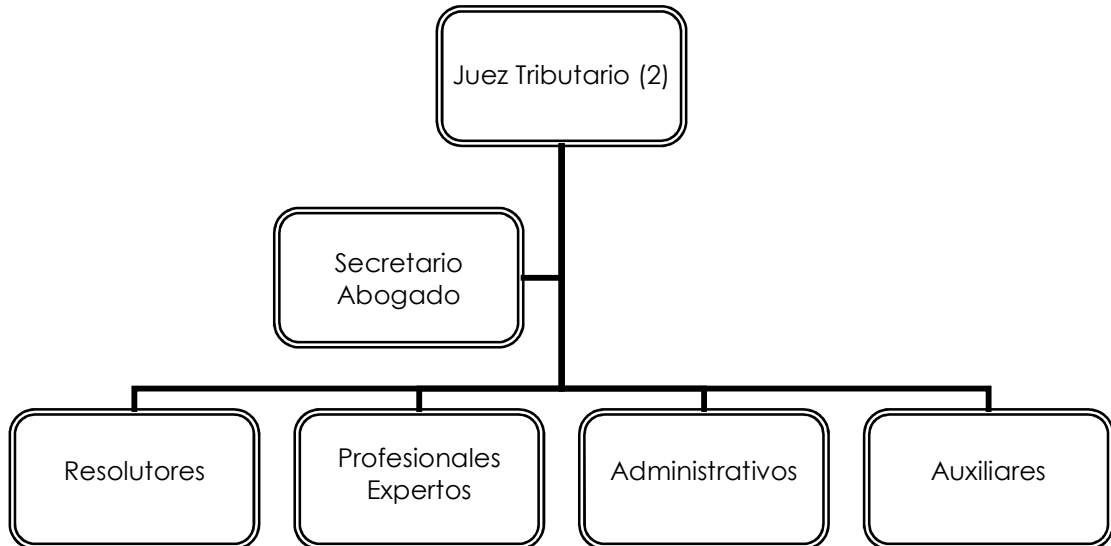 Juez Tributario (2)
Secretario
Abogado
Resolutores
Profesionales
Expertos
Administrativos
Auxiliares